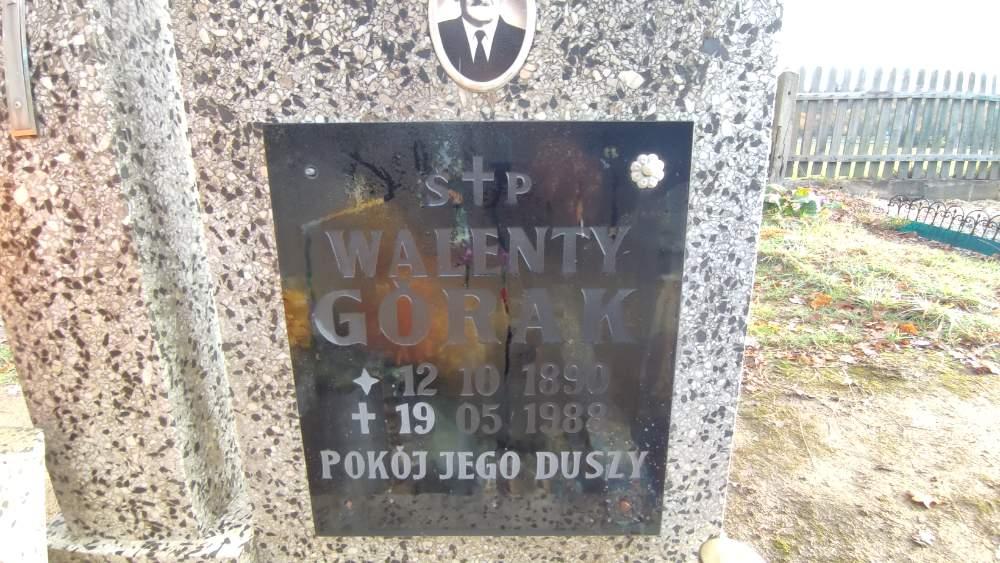 S✝P
WALENTY
GÓRAK
✦ 12 10 1890
✝ 19 05 1988
POKÓJ JEGO DUSZY